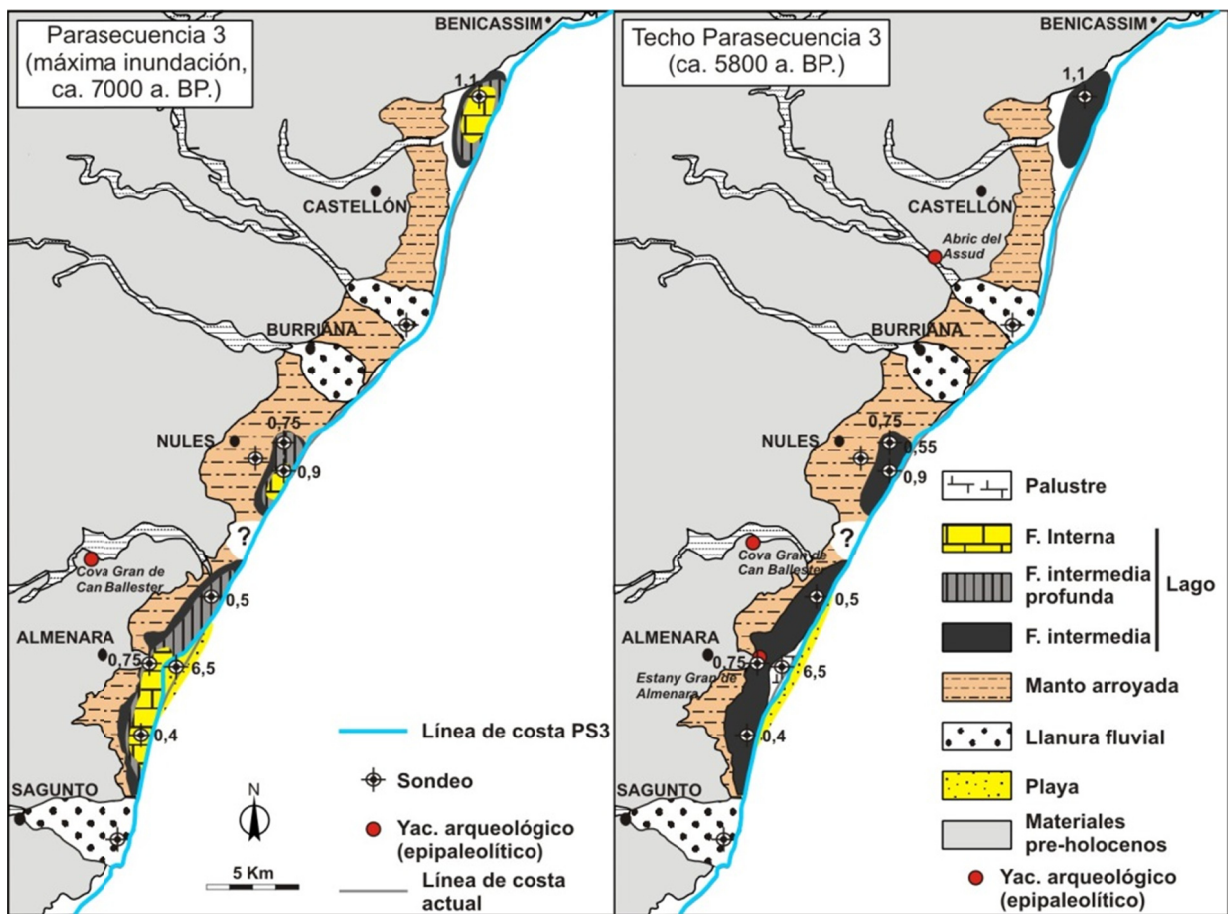 Parasecuencia 3
(máxima inundación,
ca. 7000 a. BP.)
BENICASSIM
1,1
CASTELLÓN
BURRIANA
NULES
0,75
0,9
?
Cova Gran de
Can Ballester
0,5
ALMENARA
0,75
6,5
0,4
SAGUNTO
N
5 Km
Línea de costa PS3
Sondeo
Yac. arqueológico
(epipaleolítico)
Línea de costa
actual
Techo Parasecuencia 3
(ca. 5800 a. BP.)
BENICASSIM
1,1
CASTELLÓN
Abric del
Assud
BURRIANA
NULES
0,75
0,55
0,9
?
Cova Gran de
Can Ballester
0,5
ALMENARA
0,75
6,5
Estany Gran de
Almenara
0,4
SAGUNTO
Palustre
F. Interna
F. intermedia
profunda
Lago
F. intermedia
Manto arroyada
Llanura fluvial
Playa
Materiales
pre-holocenos
Yac. arqueológico
(epipaleolítico)